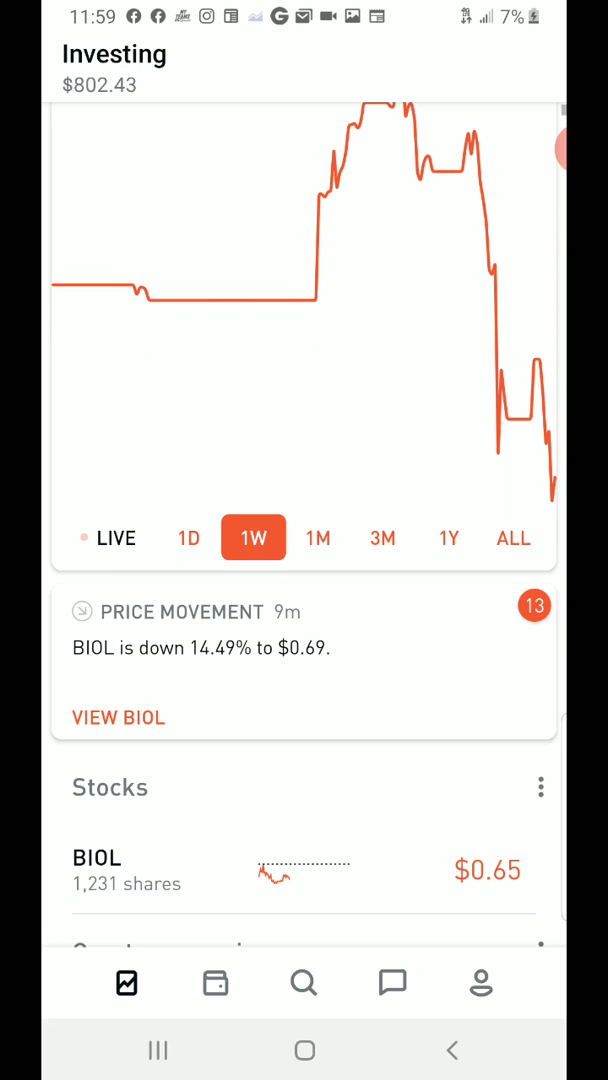 11:59
7%
Investing
$802.43
LIVE 1D 1W 1M 3M 1Y ALL
PRICE MOVEMENT 9m
13
BIOL is down 14.49% to $0.69.
VIEW BIOL
Stocks
BIOL
1,231 shares
$0.65